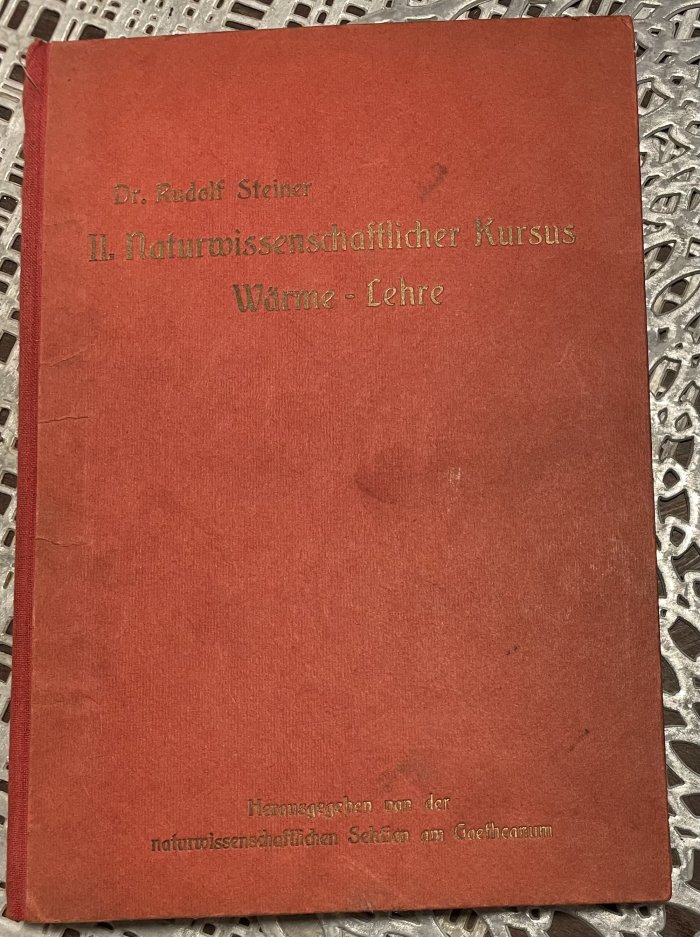 Dr. Rudolf Steiner
II. Naturwissenschaftlicher Kursus
Wärme - Lehre
Herausgegeben von der
naturwissenschaftlichen Sektion am Goetheanum